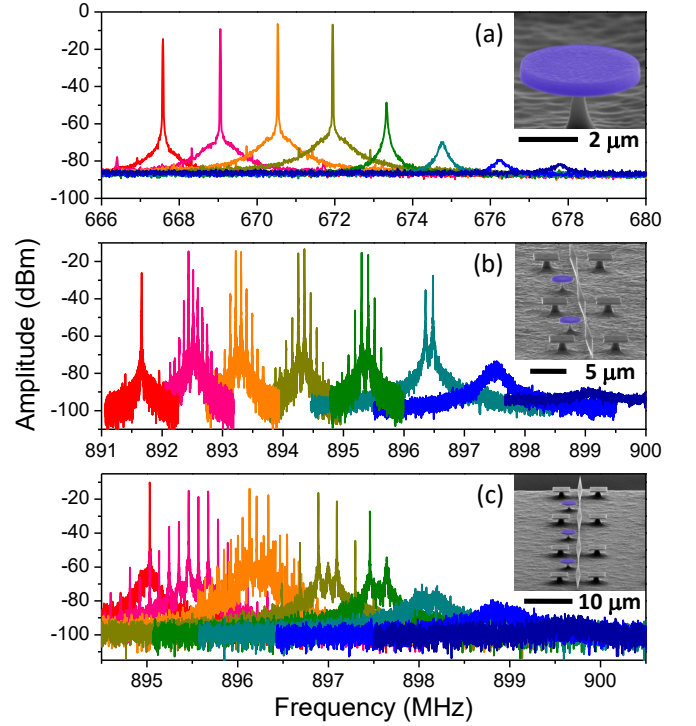 0
-20
-40
-60
-80
-100
(a)
2 μm
666 668 670 672 674 676 678 680
Amplitude (dBm)
-20
-40
-60
-80
-100
(b)
5 μm
891 892 893 894 895 896 897 898 899 900
-20
-40
-60
-80
-100
(c)
10 μm
895 896 897 898 899 900
Frequency (MHz)